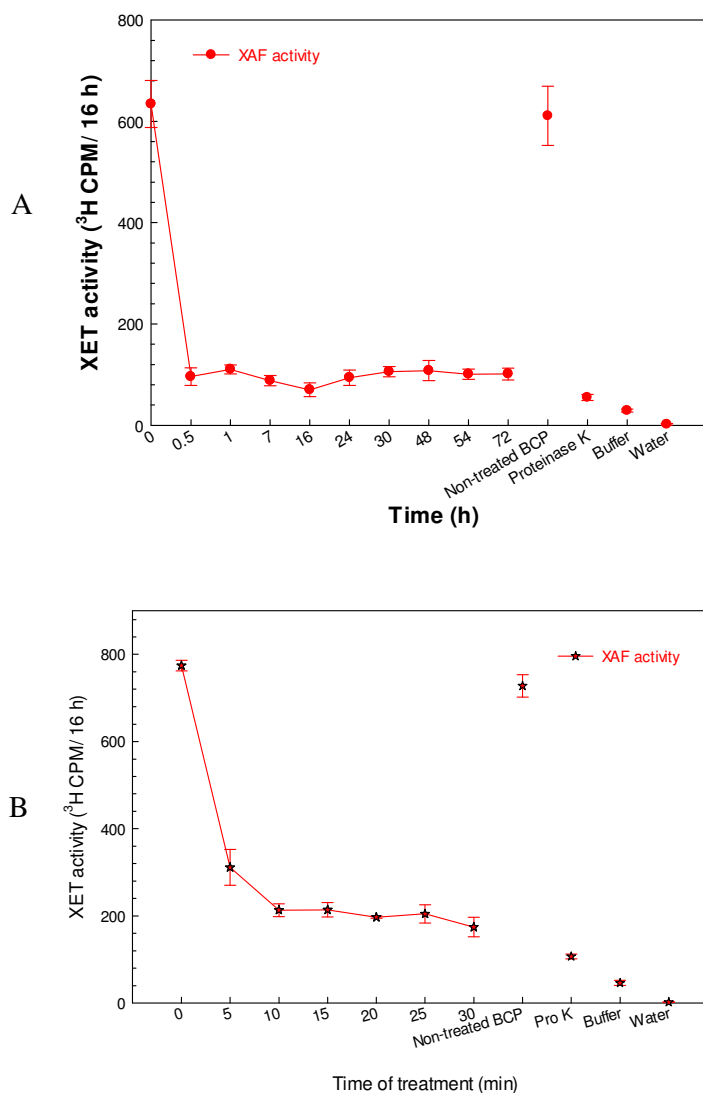 A
XET activity (³H CPM/ 16 h)
800
600
400
200
0
XAF activity
0 0.5 1 7 16 24 30 48 54 72 Non-treated BCP Proteinase K Buffer Water
Time (h)
B
XET activity (³H CPM/ 16 h)
800
600
400
200
0
XAF activity
0 5 10 15 20 25 30 Non-treated BCP Pro K Buffer Water
Time of treatment (min)